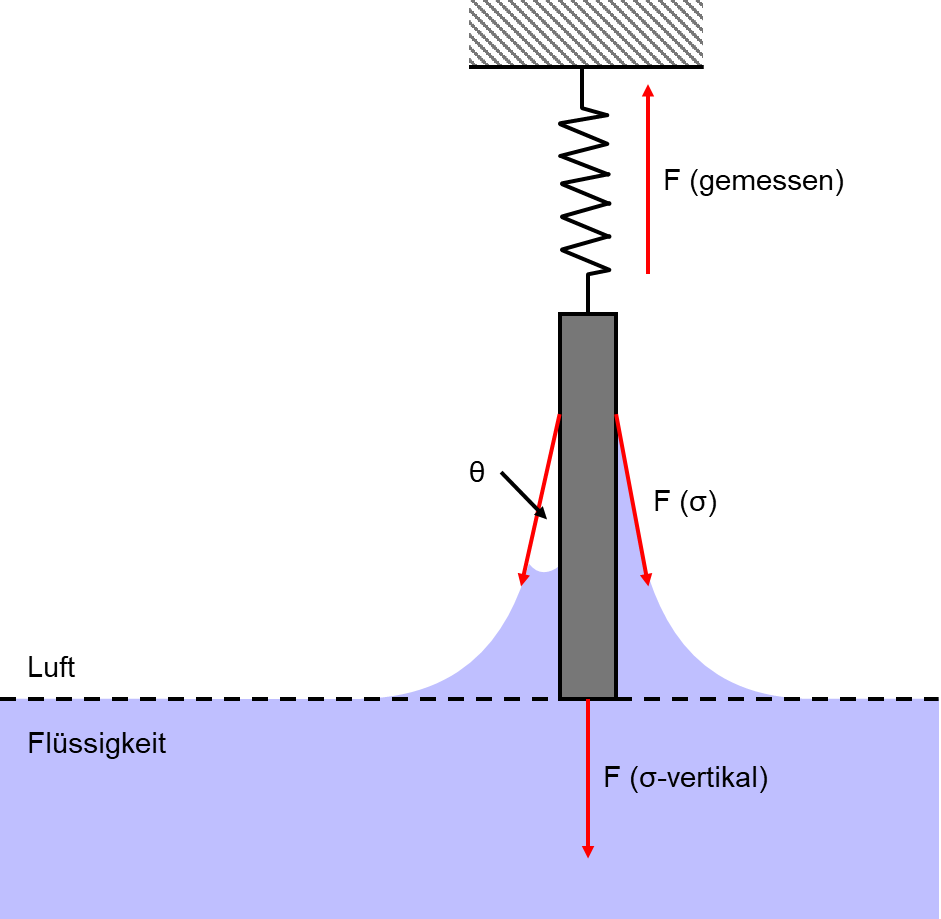 F (gemessen)
θ
F (σ)
Luft
Flüssigkeit
F (σ-vertikal)